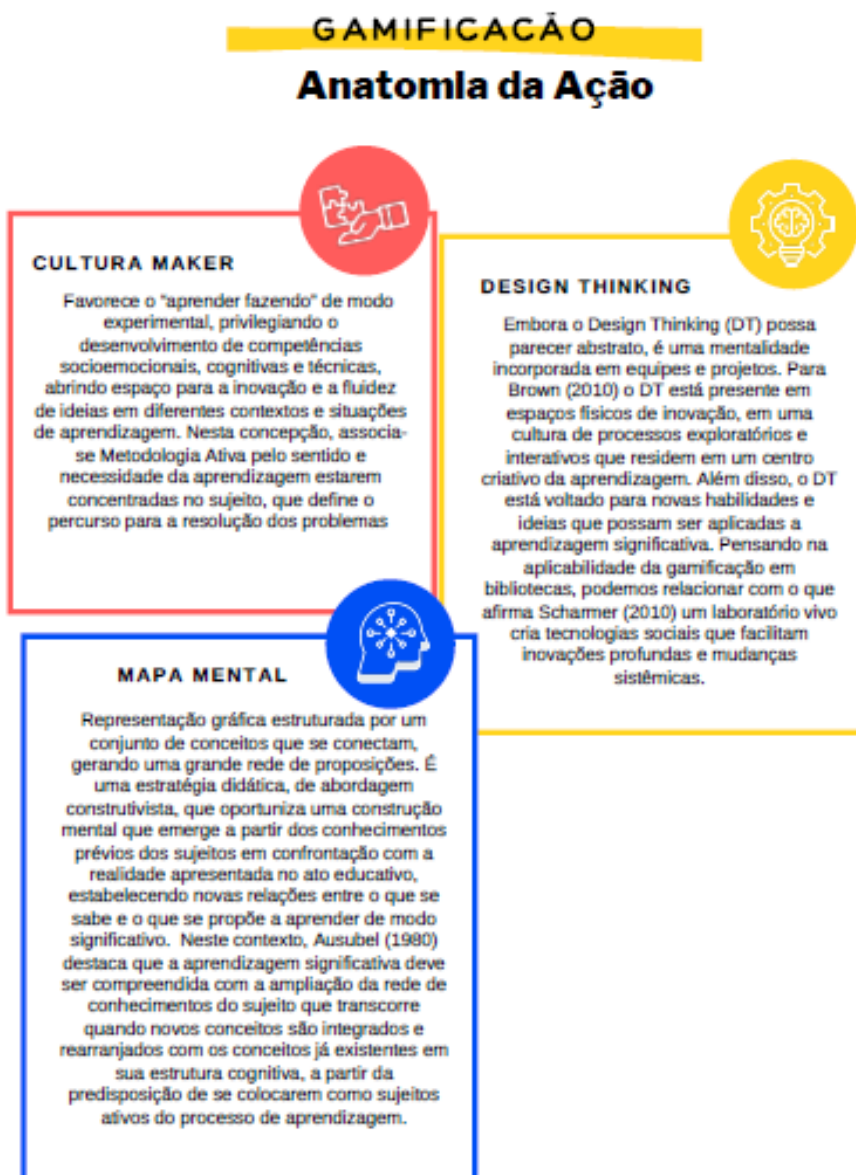 GAMIFICACÃO
Anatomia da Ação
CULTURA MAKER
Favorece o "aprender fazendo" de modo
experimental, privilegiando o
desenvolvimento de competências
socioemocionais, cognitivas e técnicas,
abrindo espaço para a inovação e a fluidez
de ideias em diferentes contextos e situações
de aprendizagem. Nesta concepção, associa-
se Metodologia Ativa pelo sentido e
necessidade da aprendizagem estarem
concentradas no sujeito, que define o
percurso para a resolução dos problemas
DESIGN THINKING
Embora o Design Thinking (DT) possa
parecer abstrato, é uma mentalidade
incorporada em equipes e projetos. Para
Brown (2010) o DT está presente em
espaços físicos de inovação, em uma
cultura de processos exploratórios e
interativos que residem em um centro
criativo da aprendizagem. Além disso, o DT
está voltado para novas habilidades e
ideias que possam ser aplicadas a
aprendizagem significativa. Pensando na
aplicabilidade da gamificação em
bibliotecas, podemos relacionar com o que
afirma Scharmer (2010) um laboratório vivo
cria tecnologias sociais que facilitam
inovações profundas e mudanças
sistêmicas.
MAPA MENTAL
Representação gráfica estruturada por um
conjunto de conceitos que se conectam,
gerando uma grande rede de proposições. É
uma estratégia didática, de abordagem
construtivista, que oportuniza uma construção
mental que emerge a partir dos conhecimentos
prévios dos sujeitos em confrontação com a
realidade apresentada no ato educativo,
estabelecendo novas relações entre o que se
sabe e o que se propõe a aprender de modo
significativo. Neste contexto, Ausubel (1980)
destaca que a aprendizagem significativa deve
ser compreendida com a ampliação da rede de
conhecimentos do sujeito que transcorre
quando novos conceitos são integrados e
rearranjados com os conceitos já existentes em
sua estrutura cognitiva, a partir da
predisposição de se colocarem como sujeitos
ativos do processo de aprendizagem.